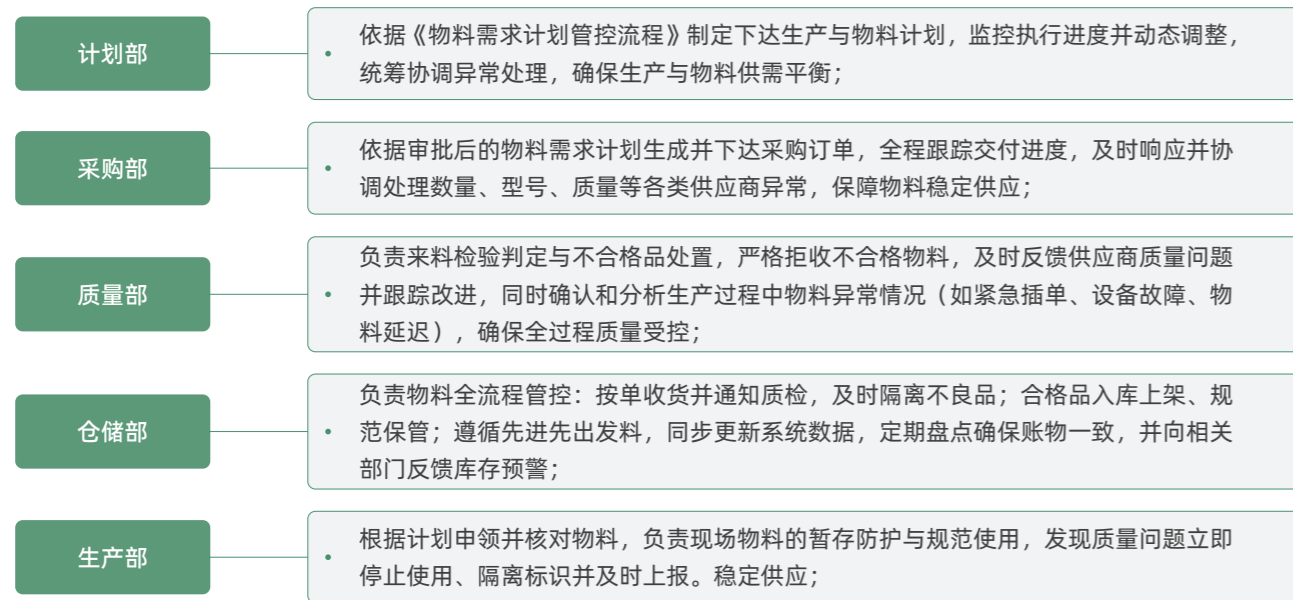 计划部
• 依据《物料需求计划管控流程》制定下达生产与物料计划，监控执行进度并动态调整，
统筹协调异常处理，确保生产与物料供需平衡；
采购部
• 依据审批后的物料需求计划生成并下达采购订单，全程跟踪交付进度，及时响应并协
调处理数量、型号、质量等各类供应商异常，保障物料稳定供应；
质量部
• 负责来料检验判定与不合格品处置，严格拒收不合格物料，及时反馈供应商质量问题
并跟踪改进，同时确认和分析生产过程中物料异常情况（如紧急插单、设备故障、物
料延迟），确保全过程质量受控；
仓储部
• 负责物料全流程管控：按单收货并通知质检，及时隔离不良品；合格品入库上架、规
范保管；遵循先进先出发料，同步更新系统数据，定期盘点确保账物一致，并向相关
部门反馈库存预警；
生产部
• 根据计划申领并核对物料，负责现场物料的暂存防护与规范使用，发现质量问题立即
停止使用、隔离标识并及时上报。稳定供应；